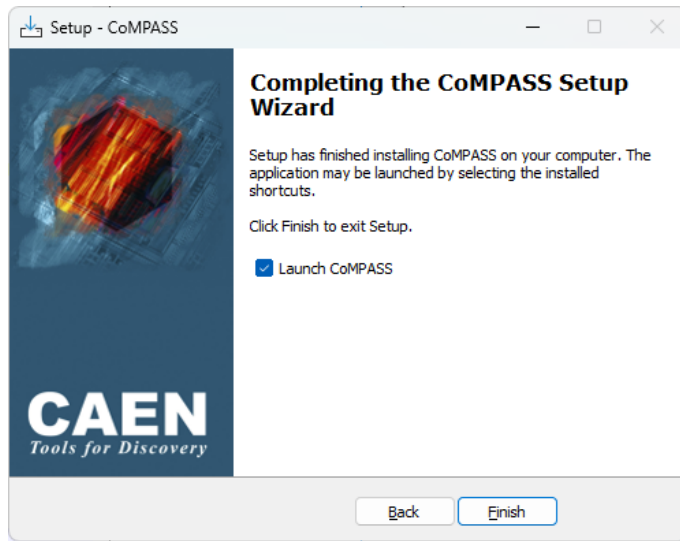 Setup - CoMPASS
Completing the CoMPASS Setup
Wizard
Setup has finished installing CoMPASS on your computer. The
application may be launched by selecting the installed
shortcuts.
Click Finish to exit Setup.
Launch CoMPASS
CAEN
Tools for Discovery
Back
Finish